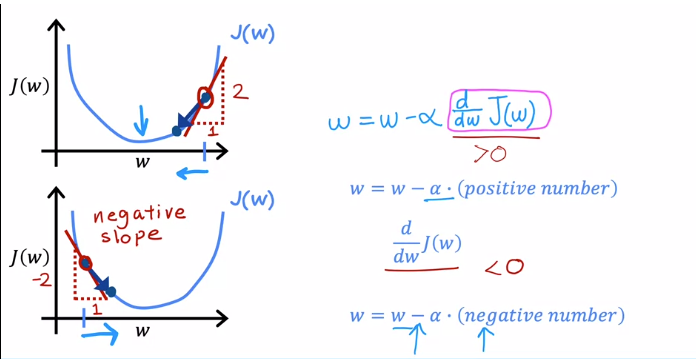 J(w)
J(w)
2
1
w
w = w - α d/dw J(w)
>0
w = w − α · (positive number)
J(w)
negative
slope
J(w)
-2
1
w
d/dw J(w)
<0
w = w − α · (negative number)